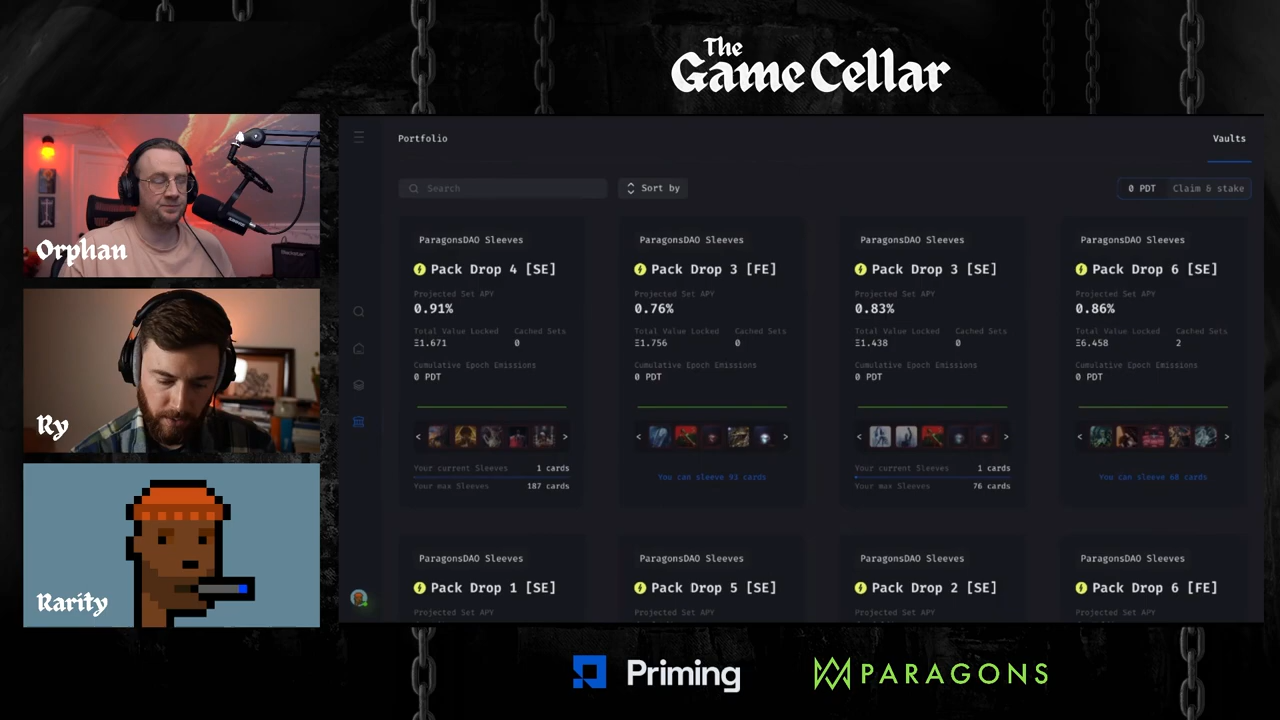 The
Game Cellar
Orphan
Ry
Rarity
Portfolio
Vaults
Search
Sort by
0 PDT
Claim & stake
ParagonsDAO Sleeves
Pack Drop 4 [SE]
Projected Set APY
0.91%
Total Value Locked Cached Sets
Ξ1.671 0
Cumulative Epoch Emissions
0 PDT
Your current Sleeves 1 cards
Your max Sleeves 187 cards
ParagonsDAO Sleeves
Pack Drop 3 [FE]
Projected Set APY
0.76%
Total Value Locked Cached Sets
Ξ1.756 0
Cumulative Epoch Emissions
0 PDT
You can sleeve 93 cards
ParagonsDAO Sleeves
Pack Drop 3 [SE]
Projected Set APY
0.83%
Total Value Locked Cached Sets
Ξ1.438 0
Cumulative Epoch Emissions
0 PDT
Your current Sleeves 1 cards
Your max Sleeves 76 cards
ParagonsDAO Sleeves
Pack Drop 6 [SE]
Projected Set APY
0.86%
Total Value Locked Cached Sets
Ξ6.458 2
Cumulative Epoch Emissions
0 PDT
You can sleeve 68 cards
ParagonsDAO Sleeves
Pack Drop 1 [SE]
Projected Set APY
ParagonsDAO Sleeves
Pack Drop 5 [SE]
Projected Set APY
ParagonsDAO Sleeves
Pack Drop 2 [SE]
Projected Set APY
ParagonsDAO Sleeves
Pack Drop 6 [FE]
Projected Set APY
Priming
PARAGONS